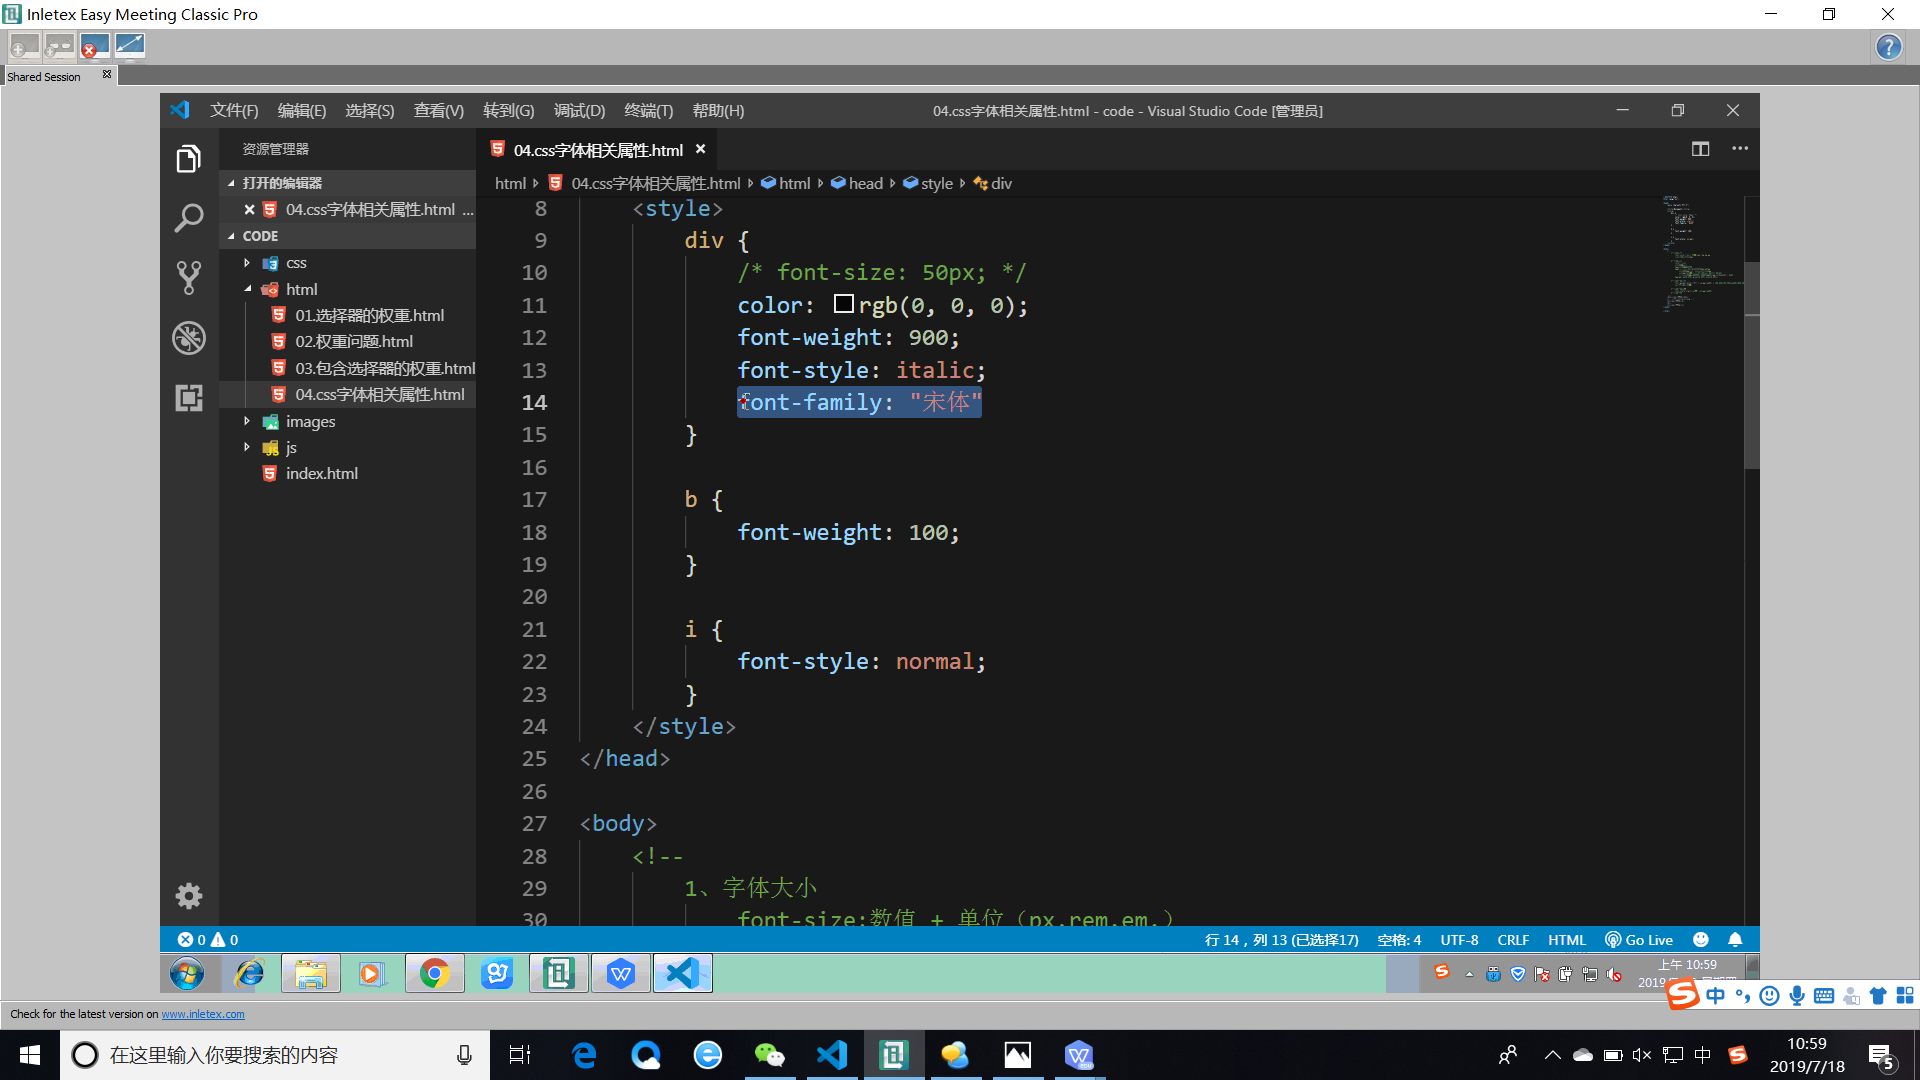 Inletex Easy Meeting Classic Pro
Shared Session
文件(F) 编辑(E) 选择(S) 查看(V) 转到(G) 调试(D) 终端(T) 帮助(H)
04.css字体相关属性.html - code - Visual Studio Code [管理员]
资源管理器
04.css字体相关属性.html
打开的编辑器
html 04.css字体相关属性.html html head style div
04.css字体相关属性.html ...
CODE
css
html
01.选择器的权重.html
02.权重问题.html
03.包含选择器的权重.html
04.css字体相关属性.html
images
js
index.html
8 <style>
9 div {
10 /* font-size: 50px; */
11 color: rgb(0, 0, 0);
12 font-weight: 900;
13 font-style: italic;
14 font-family: "宋体"
15 }
16
17 b {
18 font-weight: 100;
19 }
20
21 i {
22 font-style: normal;
23 }
24 </style>
25 </head>
26
27 <body>
28 <!--
29 1、字体大小
30 font-size:数值 + 单位（px.rem.em.）
0 0
行 14，列 13 (已选择17) 空格: 4 UTF-8 CRLF HTML Go Live
上午 10:59
中
Check for the latest version on www.inletex.com
在这里输入你要搜索的内容
中
10:59
2019/7/18
5